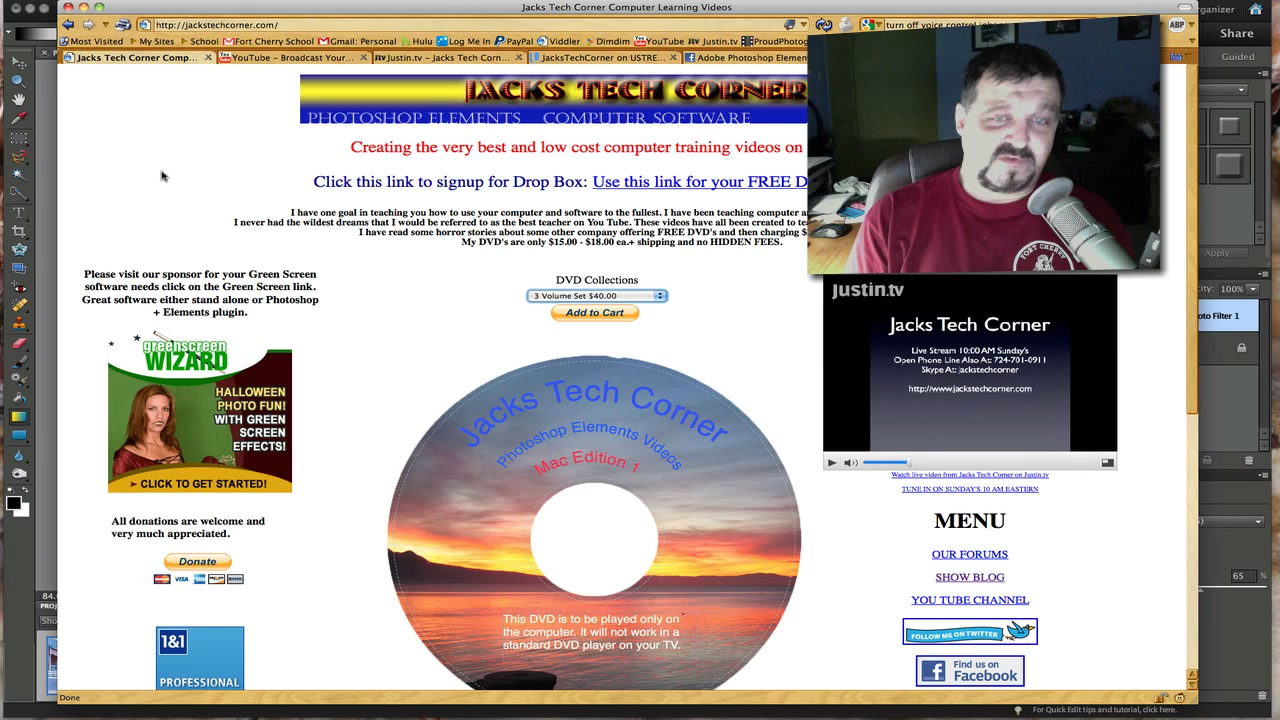 Jacks Tech Corner Computer Learning Videos
http://jackstechcorner.com/
turn off voice control
ABP
Share
Most Visited
My Sites
School
Fort Cherry School
Gmail: Personal
Hulu
Log Me In
PayPal
Viddler
Dimdim
YouTube
Justin.tv
Guided
Jacks Tech Corner Comp...
YouTube – Broadcast Your...
Justin.tv – Jacks Tech Corn...
JacksTechCorner on USTRE...
Adobe Photoshop Elemen
JACKS TECH CORNER
PHOTOSHOP ELEMENTS COMPUTER SOFTWARE
Creating the very best and low cost computer training videos on
Click this link to signup for Drop Box: Use this link for your FREE D
I have one goal in teaching you how to use your computer and software to the fullest. I have been teaching computer
I never had the wildest dreams that I would be referred to as the best teacher on You Tube. These videos have all been created to
I have read some horror stories about some other company offering FREE DVD's and then charging $
My DVD's are only $15.00 - $18.00 ea.+ shipping and no HIDDEN FEES.
FORT CHERRY
Apply
Please visit our sponsor for your Green Screen
software needs click on the Green Screen link.
Great software either stand alone or Photoshop
+ Elements plugin.
DVD Collections
3 Volume Set $40.00
Add to Cart
100%
oto Filter 1
greenscreen
WIZARD
HALLOWEEN
PHOTO FUN!
WITH GREEN
SCREEN
EFFECTS!
CLICK TO GET STARTED!
Jacks Tech Corner
Photoshop Elements Videos
Mac Edition 1
This DVD is to be played only on
the computer. It will not work in a
standard DVD player on your TV.
Justin.tv
Jacks Tech Corner
Live Stream 10:00 AM Sunday's
Open Phone Line Also At: 724-701-0911
Skype At: jackstechcorner
http://www.jackstechcorner.com
Watch live video from Jacks Tech Corner on Justin.tv
TUNE IN ON SUNDAY'S 10 AM EASTERN
MENU
OUR FORUMS
SHOW BLOG
YOU TUBE CHANNEL
FOLLOW ME ON TWITTER
Find us on
Facebook
All donations are welcome and
very much appreciated.
Donate
VISA
BANK
1&1
PROFESSIONAL
65 %
84.
Done
For Quick Edit tips and tutorial, click here.